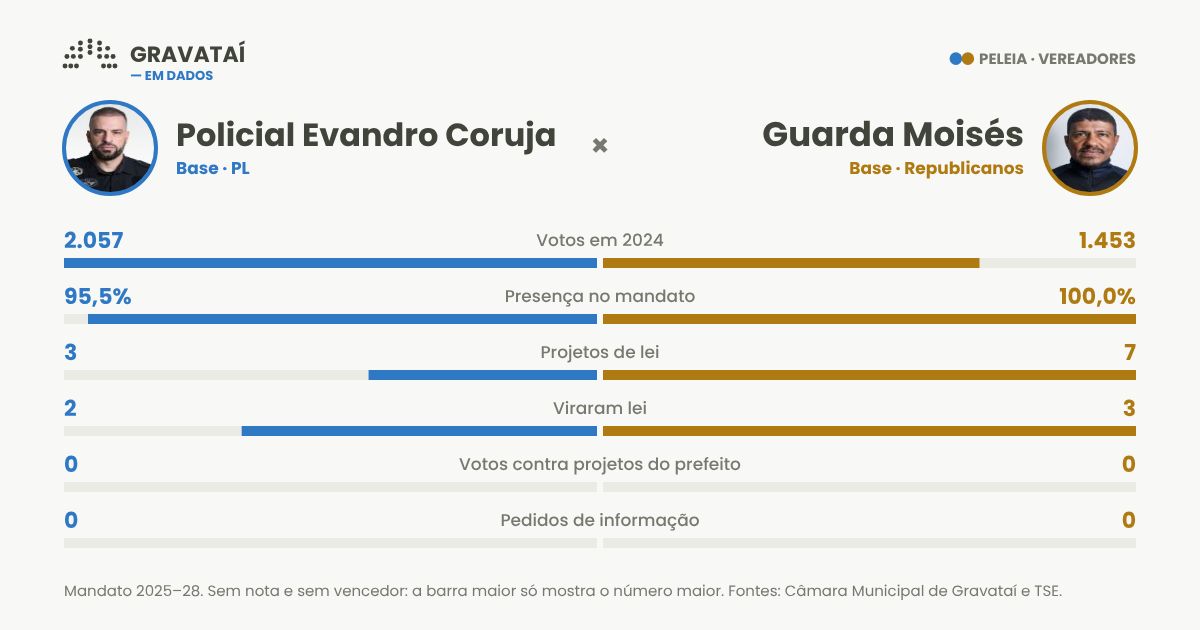 GRAVATAÍ
— EM DADOS
PELEIA · VEREADORES
Policial Evandro Coruja
Base · PL
×
Guarda Moisés
Base · Republicanos
2.057 Votos em 2024 1.453
95,5% Presença no mandato 100,0%
3 Projetos de lei 7
2 Viraram lei 3
0 Votos contra projetos do prefeito 0
0 Pedidos de informação 0
Mandato 2025–28. Sem nota e sem vencedor: a barra maior só mostra o número maior. Fontes: Câmara Municipal de Gravataí e TSE.